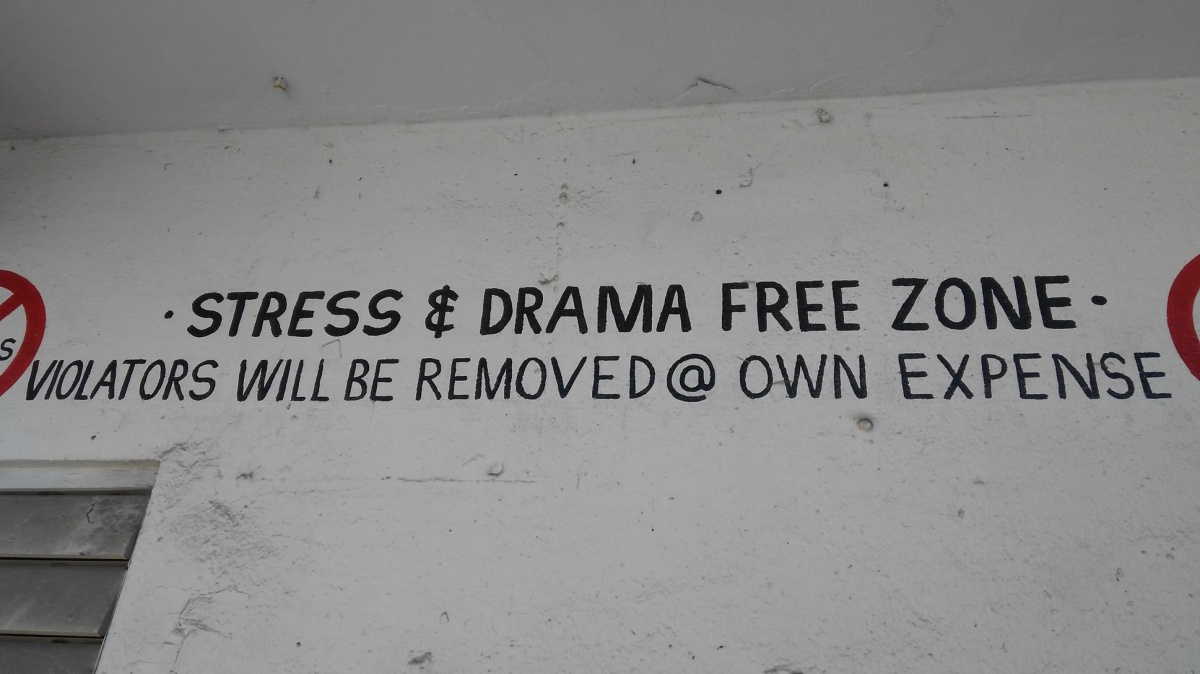 · STRESS & DRAMA FREE ZONE ·
VIOLATORS WILL BE REMOVED @ OWN EXPENSE